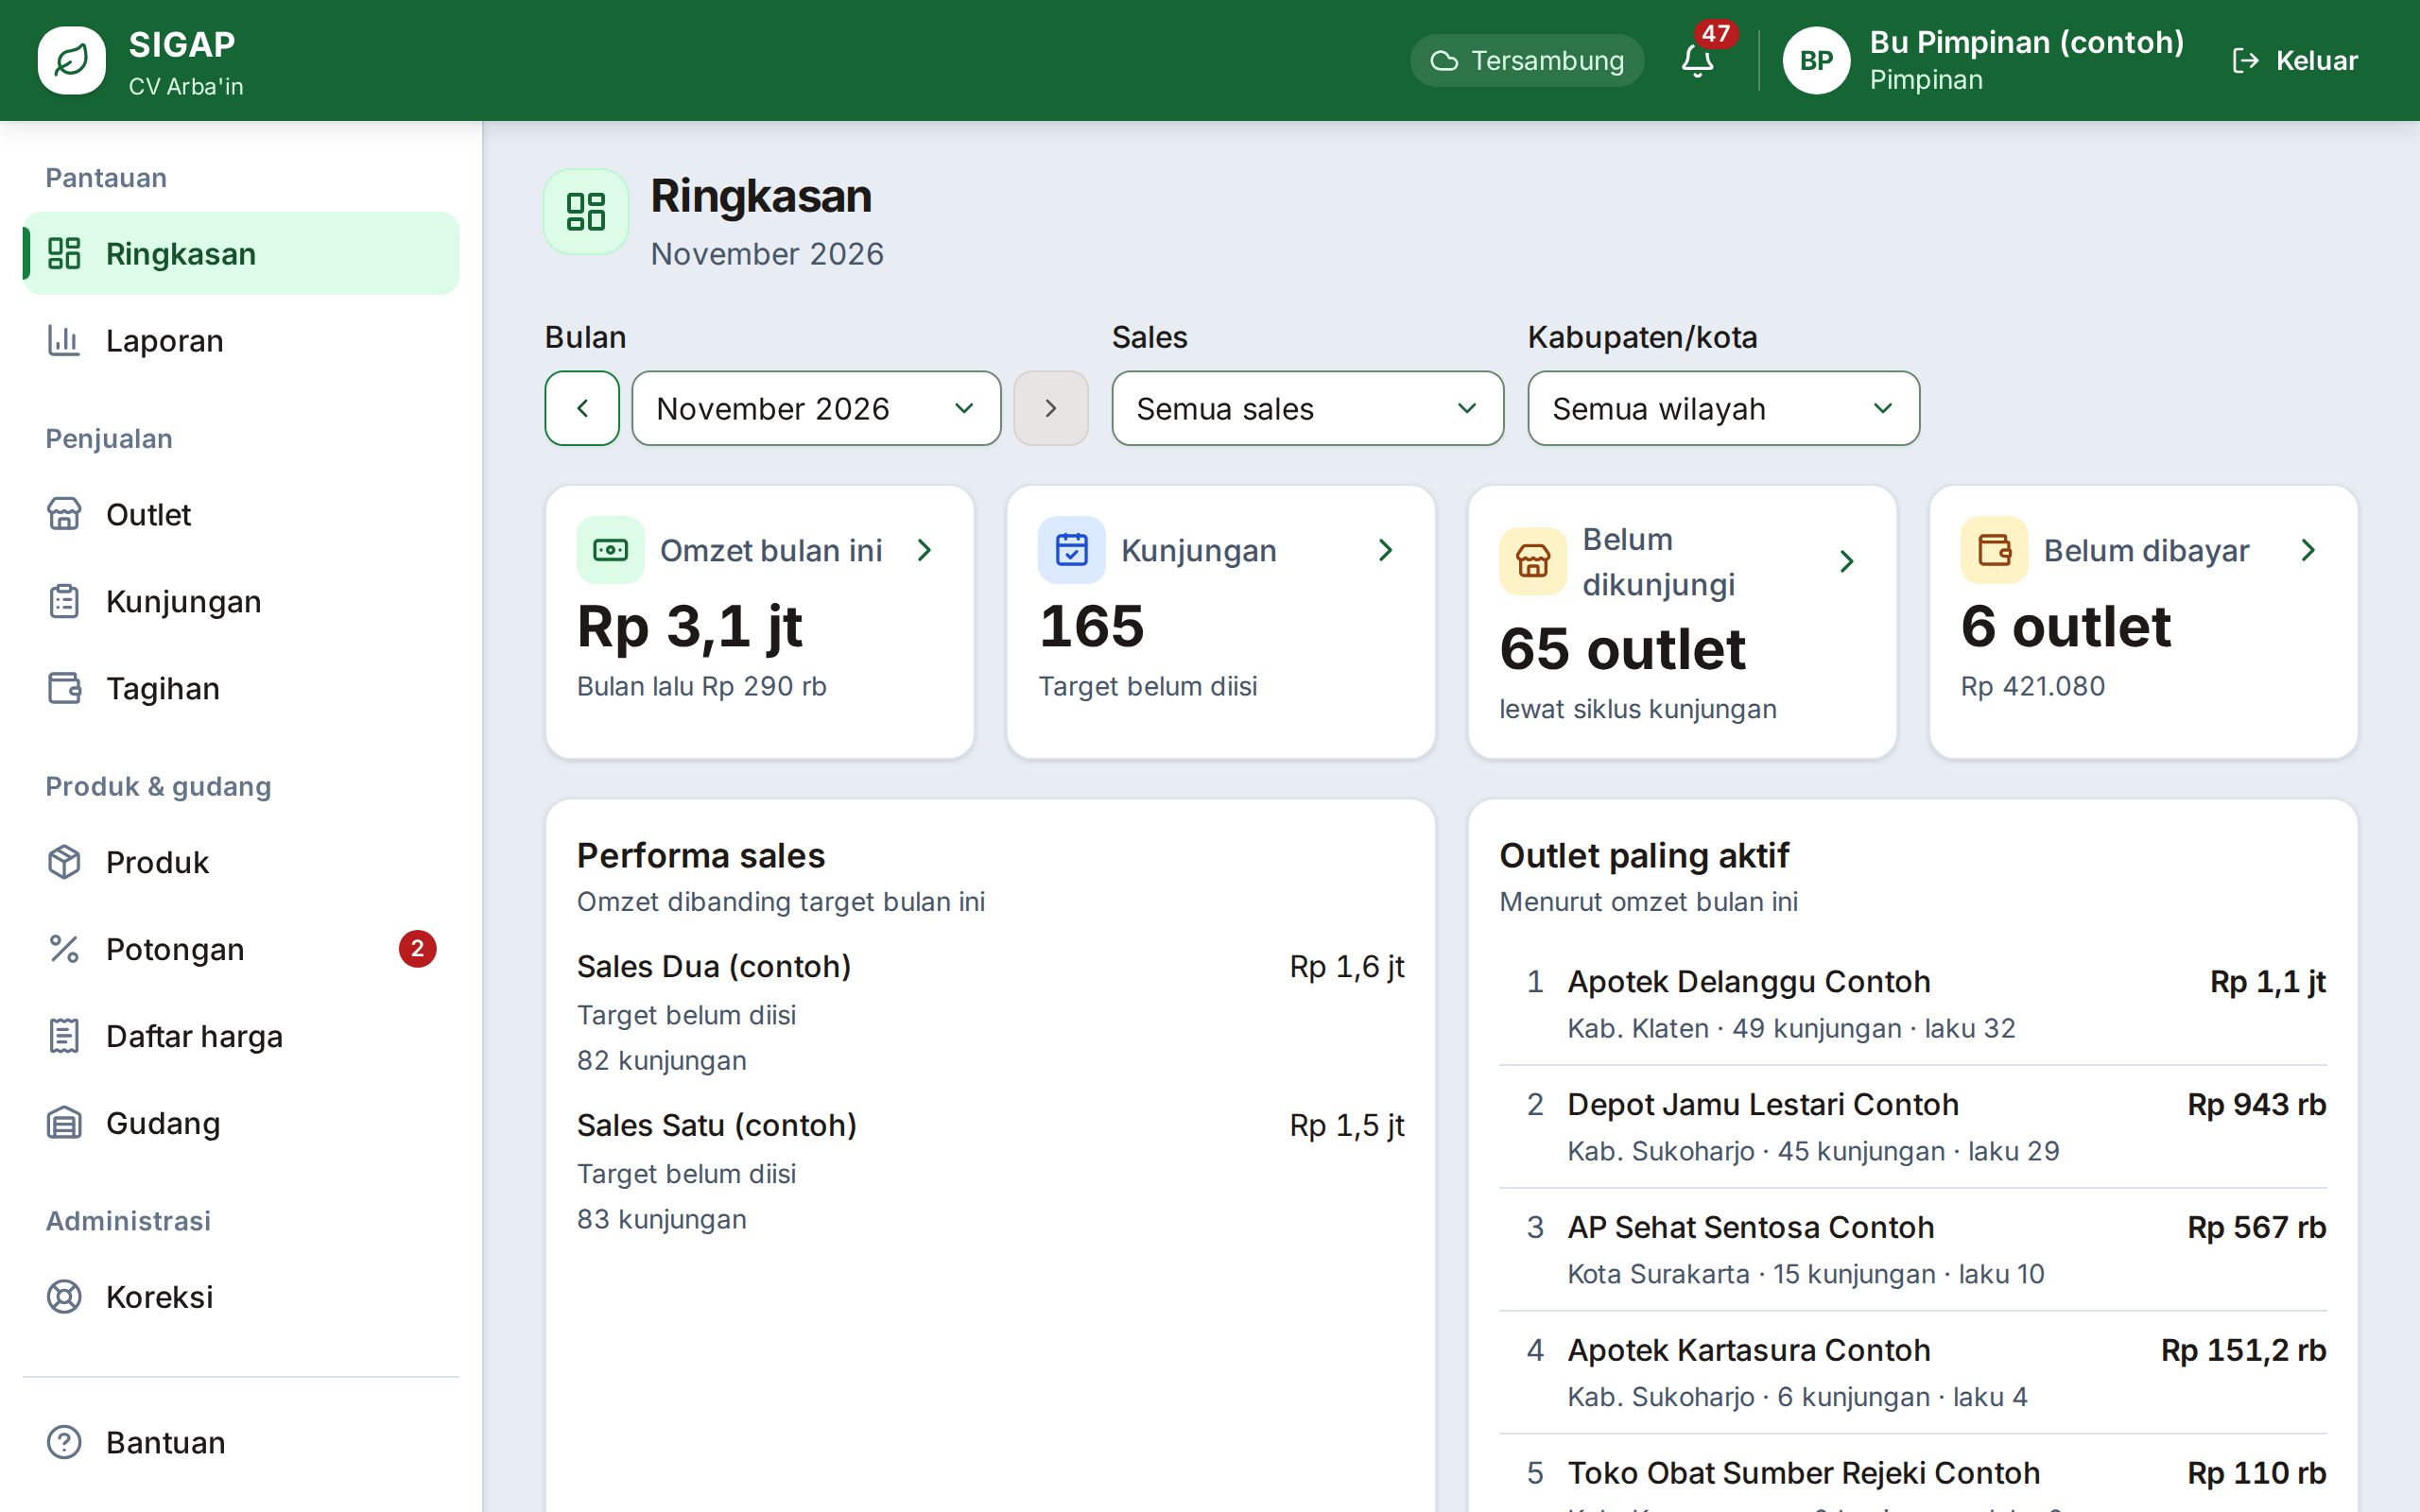 SIGAP
CV Arba'in
Tersambung
47
BP
Bu Pimpinan (contoh)
Pimpinan
Keluar
Pantauan
Ringkasan
Laporan
Penjualan
Outlet
Kunjungan
Tagihan
Produk & gudang
Produk
Potongan
2
Daftar harga
Gudang
Administrasi
Koreksi
Bantuan
Ringkasan
November 2026
Bulan
Sales
Kabupaten/kota
November 2026
Semua sales
Semua wilayah
Omzet bulan ini
Rp 3,1 jt
Bulan lalu Rp 290 rb
Kunjungan
165
Target belum diisi
Belum
dikunjungi
65 outlet
lewat siklus kunjungan
Belum dibayar
6 outlet
Rp 421.080
Performa sales
Omzet dibanding target bulan ini
Sales Dua (contoh) Rp 1,6 jt
Target belum diisi
82 kunjungan
Sales Satu (contoh) Rp 1,5 jt
Target belum diisi
83 kunjungan
Outlet paling aktif
Menurut omzet bulan ini
1 Apotek Delanggu Contoh Rp 1,1 jt
Kab. Klaten · 49 kunjungan · laku 32
2 Depot Jamu Lestari Contoh Rp 943 rb
Kab. Sukoharjo · 45 kunjungan · laku 29
3 AP Sehat Sentosa Contoh Rp 567 rb
Kota Surakarta · 15 kunjungan · laku 10
4 Apotek Kartasura Contoh Rp 151,2 rb
Kab. Sukoharjo · 6 kunjungan · laku 4
5 Toko Obat Sumber Rejeki Contoh Rp 110 rb